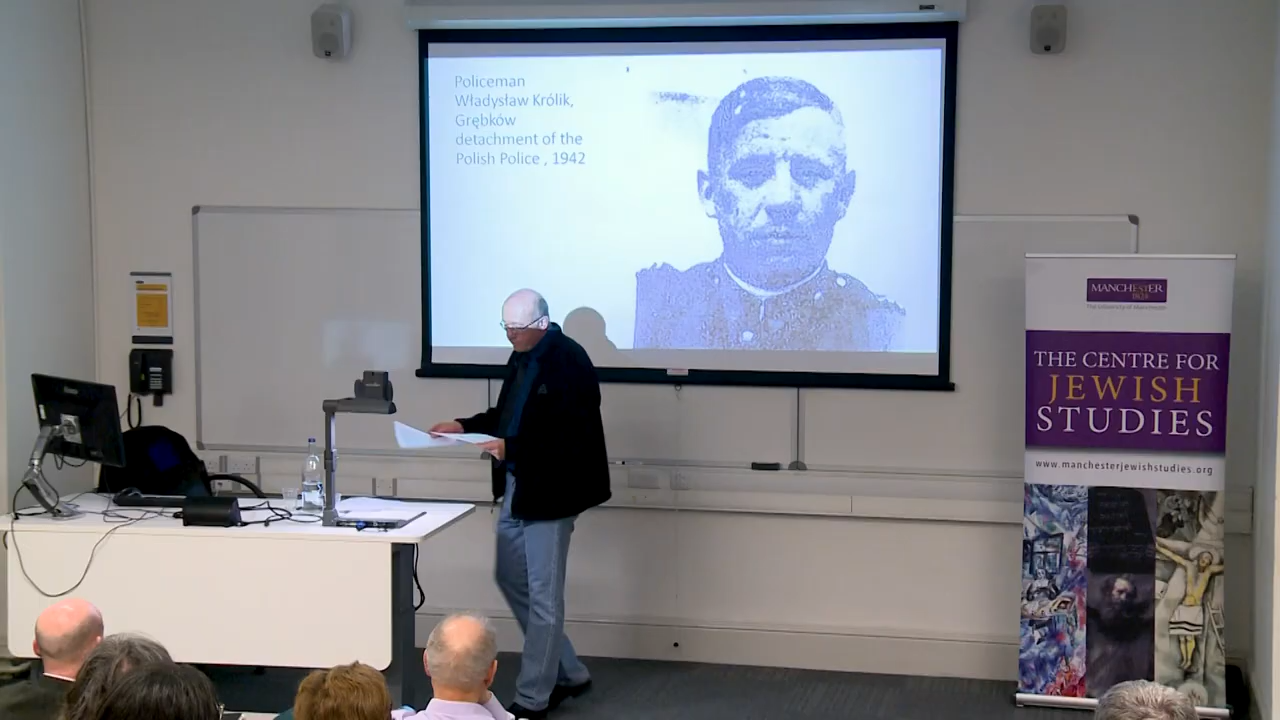 Policeman
Władysław Królik,
Grębków
detachment of the
Polish Police , 1942
MANCHESTER
1824
The University of Manchester
THE CENTRE FOR
JEWISH
STUDIES
www.manchesterjewishstudies.org